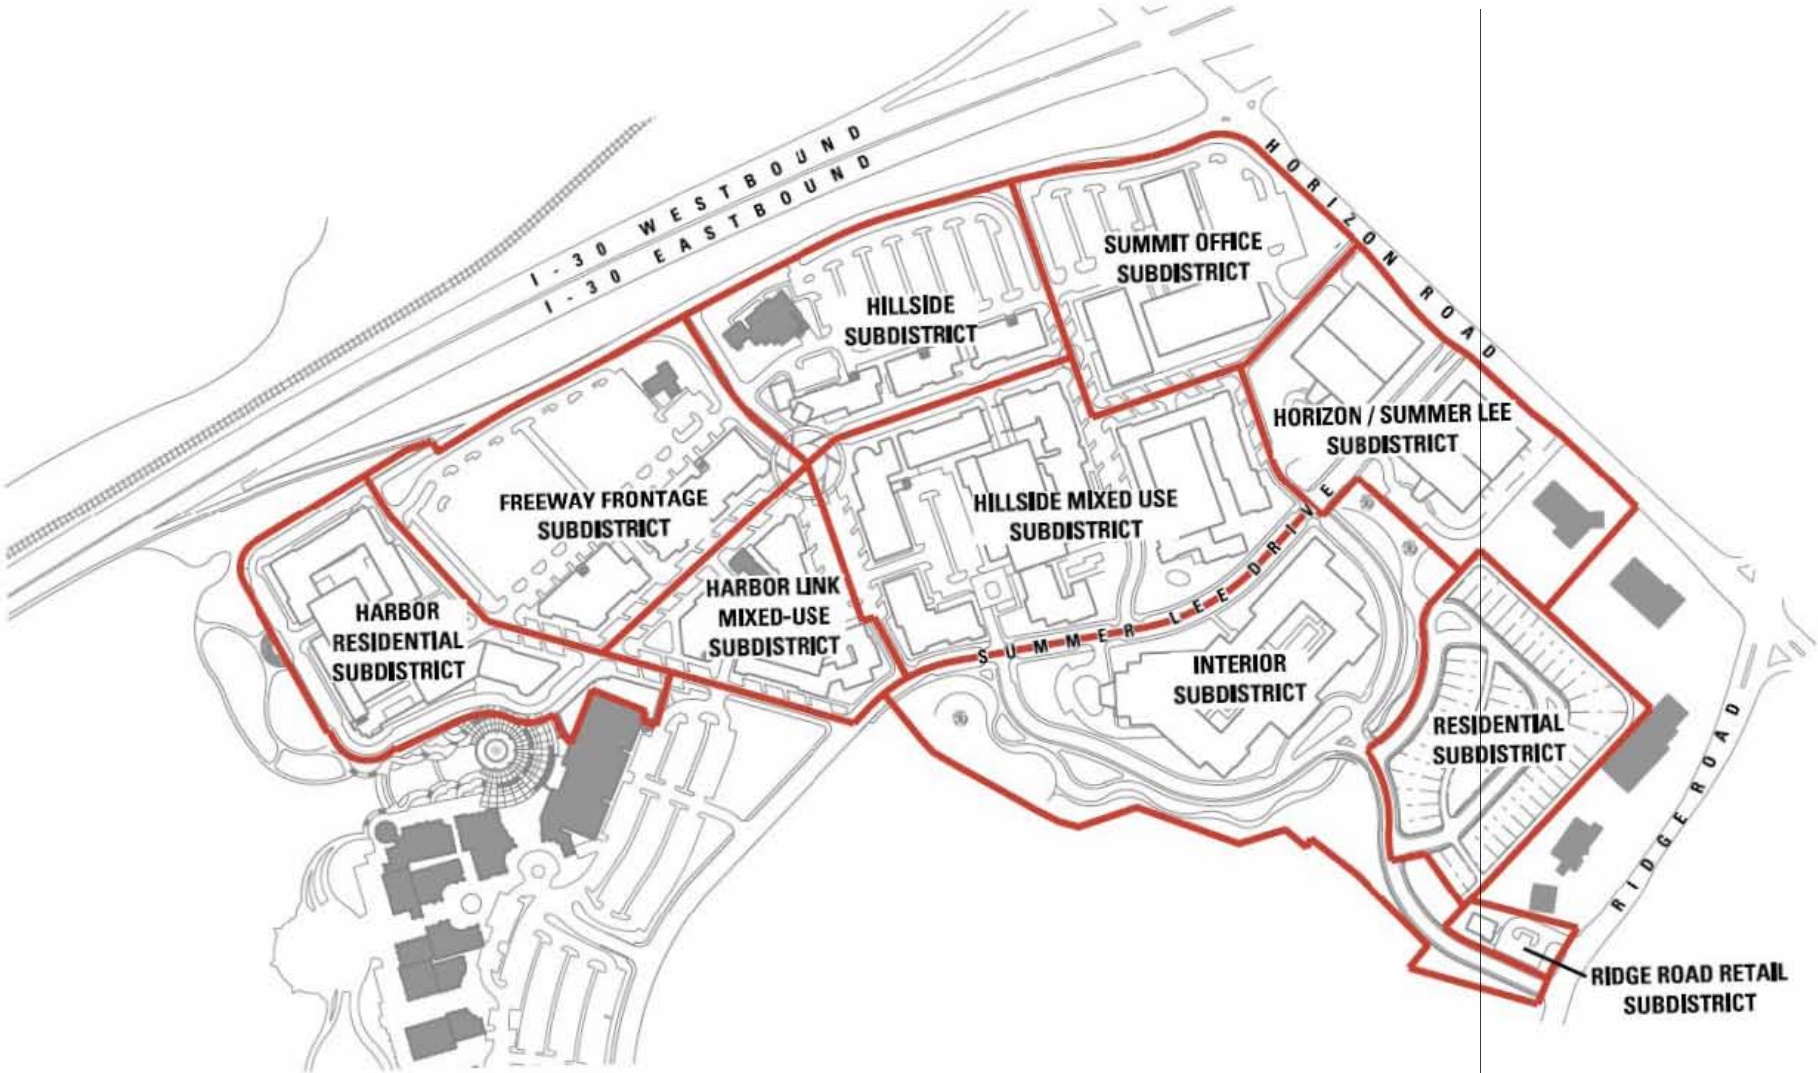 I-30 WESTBOUND
I-30 EASTBOUND
HORIZON ROAD
SUMMIT OFFICE
SUBDISTRICT
HILLSIDE
SUBDISTRICT
HORIZON / SUMMER LEE
SUBDISTRICT
FREEWAY FRONTAGE
SUBDISTRICT
HILLSIDE MIXED USE
SUBDISTRICT
HARBOR LINK
MIXED-USE
SUBDISTRICT
HARBOR
RESIDENTIAL
SUBDISTRICT
SUMMER LEE DRIVE
INTERIOR
SUBDISTRICT
RESIDENTIAL
SUBDISTRICT
RIDGE ROAD
RIDGE ROAD RETAIL
SUBDISTRICT